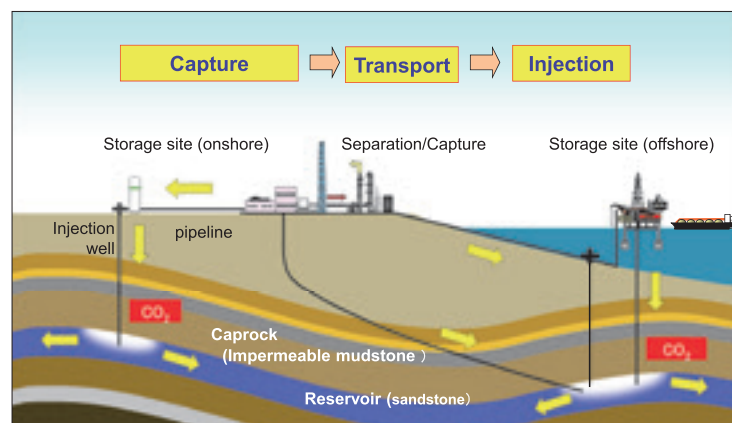 Capture
Transport
Injection
Storage site (onshore)
Separation/Capture
Storage site (offshore)
Injection
well
pipeline
CO₂
Caprock
(Impermeable mudstone )
CO₂
Reservoir (sandstone)